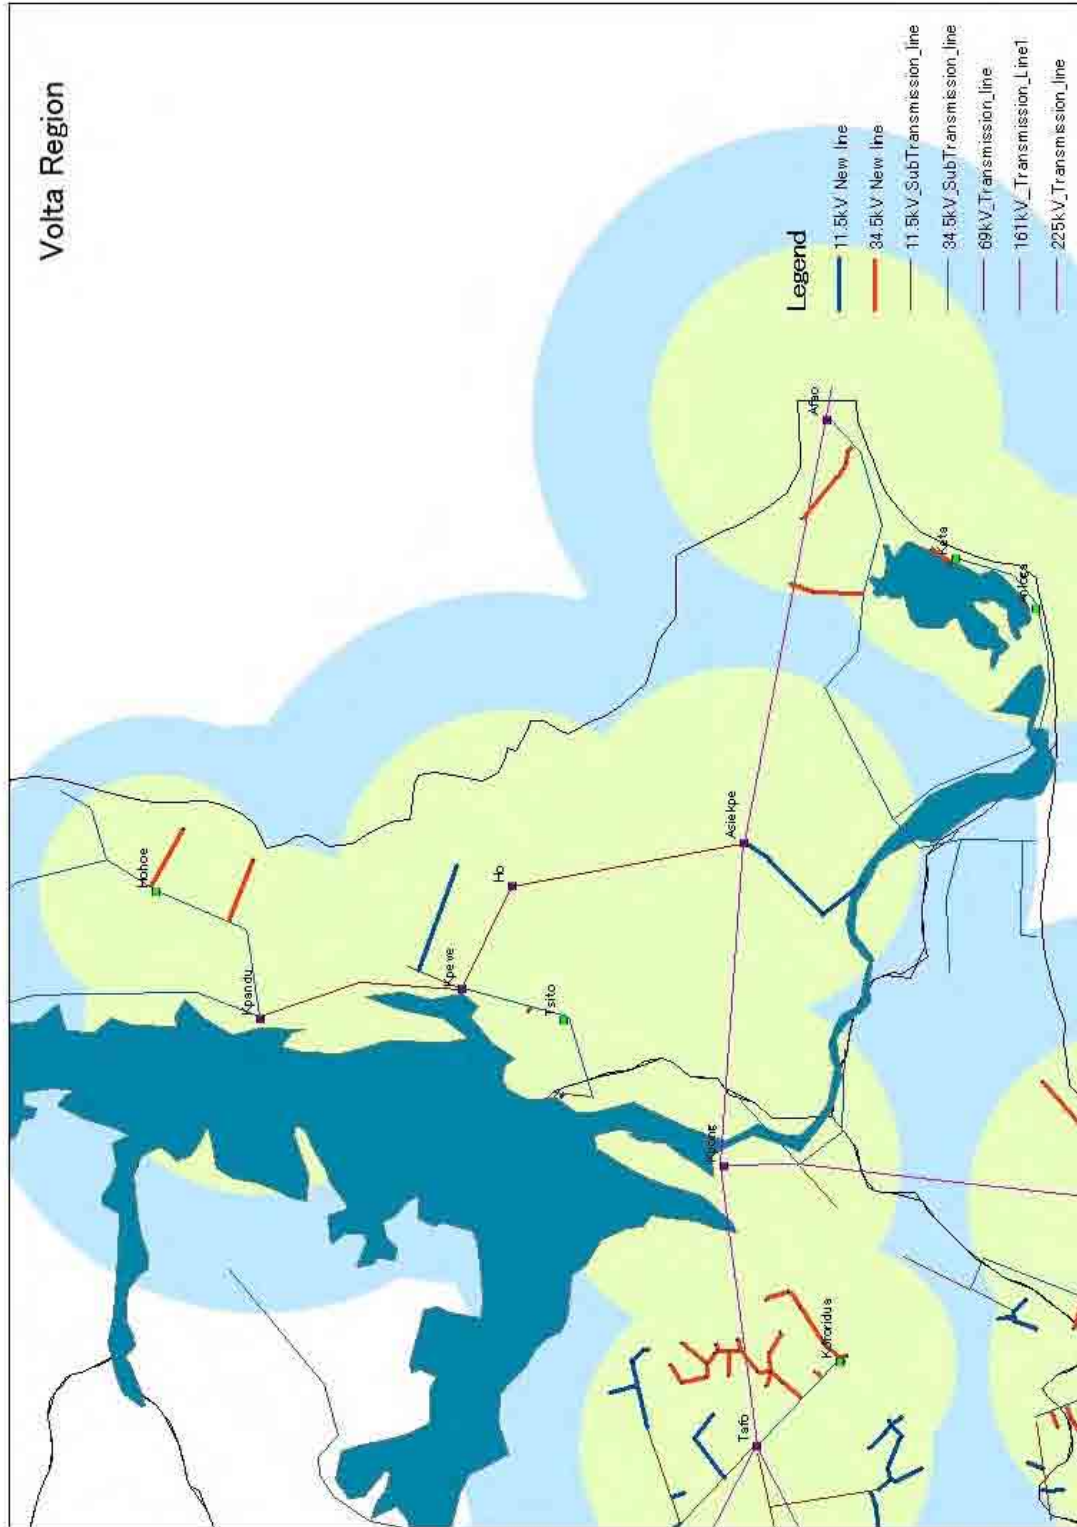 Volta Region
Legend
11.5kV New line
34.5kV New line
11.5kV_SubTransmission_line
34.5kV_SubTransmission_line
69kV_Transmission_line
161kV_Transmission_Line1
225kV_Transmission_line
Hohoe
Kpandu
Kpeve
Ho
Tsito
Asiekpe
Aflao
Keta
Kpong
Tafo
Koforidua